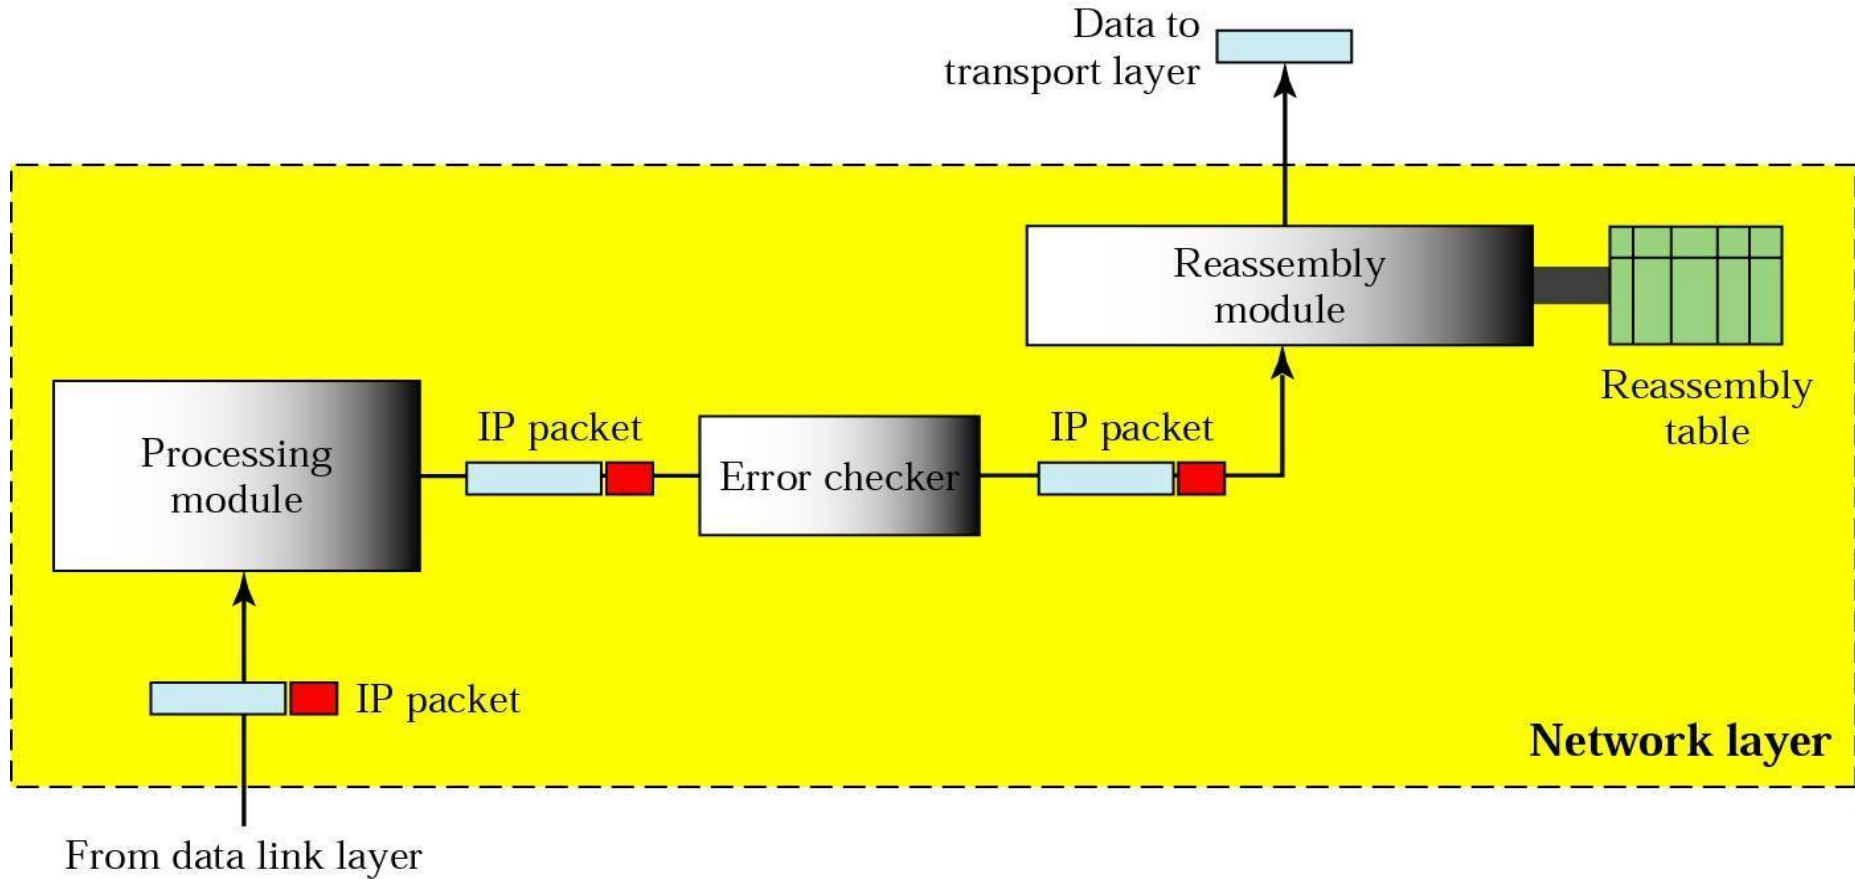 Data to
transport layer
Reassembly
module
Reassembly
table
IP packet
IP packet
Processing
module
Error checker
IP packet
Network layer
From data link layer